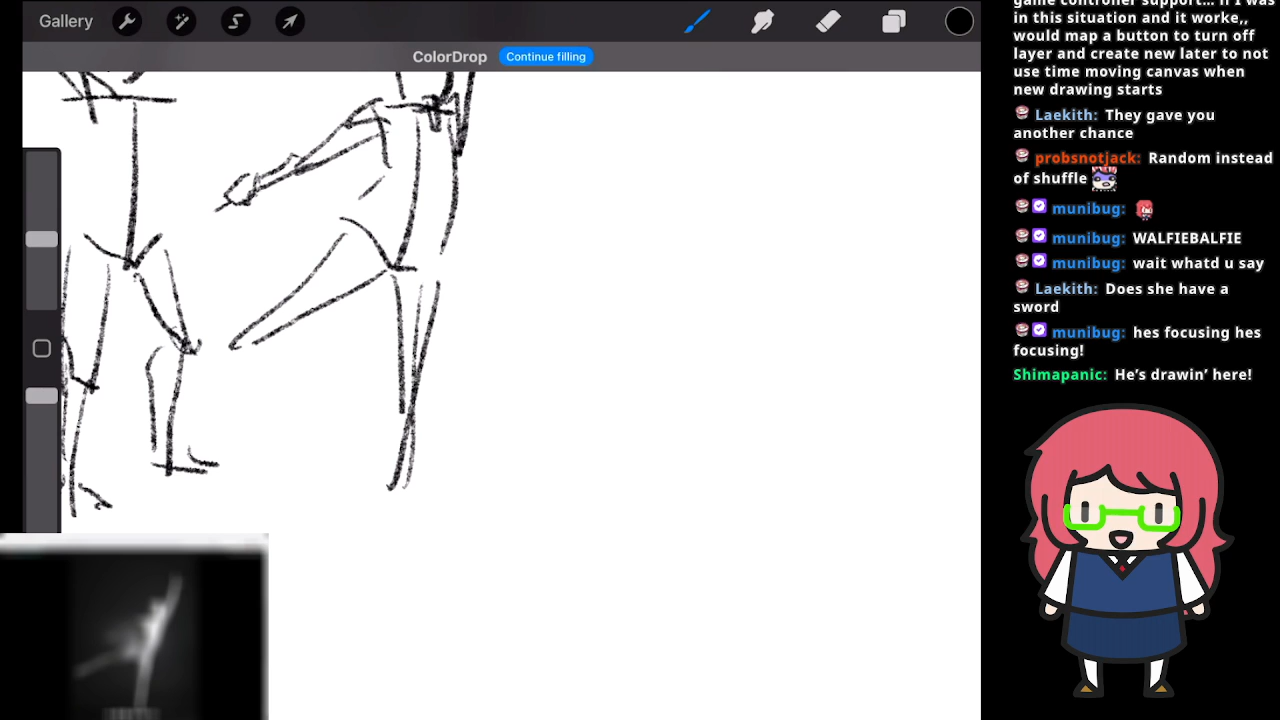 Gallery
ColorDrop
Continue filling
game controller support... if I was
in this situation and it worke,,
would map a button to turn off
layer and create new later to not
use time moving canvas when
new drawing starts
Laekith: They gave you
another chance
probsnotjack: Random instead
of shuffle
munibug:
munibug: WALFIEBALFIE
munibug: wait whatd u say
Laekith: Does she have a
sword
munibug: hes focusing hes
focusing!
Shimapanic: He’s drawin’ here!